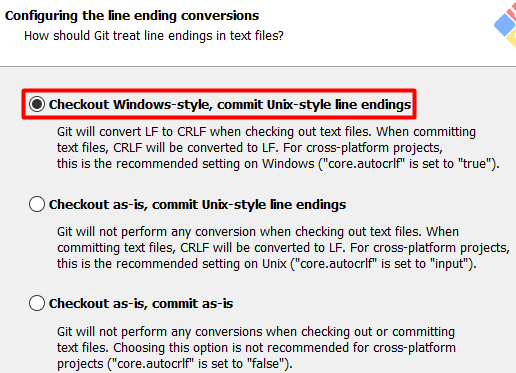 Configuring the line ending conversions
How should Git treat line endings in text files?
Checkout Windows-style, commit Unix-style line endings
Git will convert LF to CRLF when checking out text files. When committing
text files, CRLF will be converted to LF. For cross-platform projects,
this is the recommended setting on Windows ("core.autocrlf" is set to "true").
Checkout as-is, commit Unix-style line endings
Git will not perform any conversion when checking out text files. When
committing text files, CRLF will be converted to LF. For cross-platform projects,
this is the recommended setting on Unix ("core.autocrlf" is set to "input").
Checkout as-is, commit as-is
Git will not perform any conversions when checking out or committing
text files. Choosing this option is not recommended for cross-platform
projects ("core.autocrlf" is set to "false").